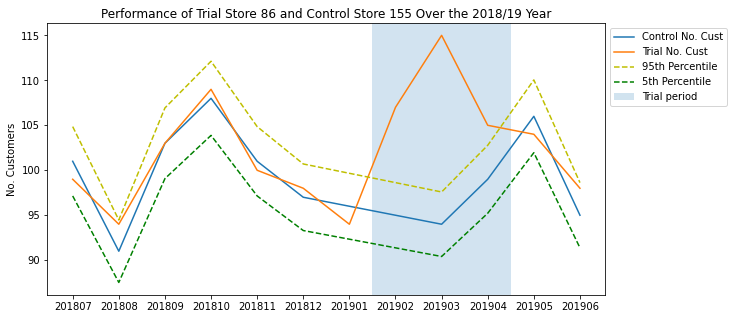 Performance of Trial Store 86 and Control Store 155 Over the 2018/19 Year
No. Customers
115
110
105
100
95
90
201807 201808 201809 201810 201811 201812 201901 201902 201903 201904 201905 201906
Control No. Cust
Trial No. Cust
95th Percentile
5th Percentile
Trial period